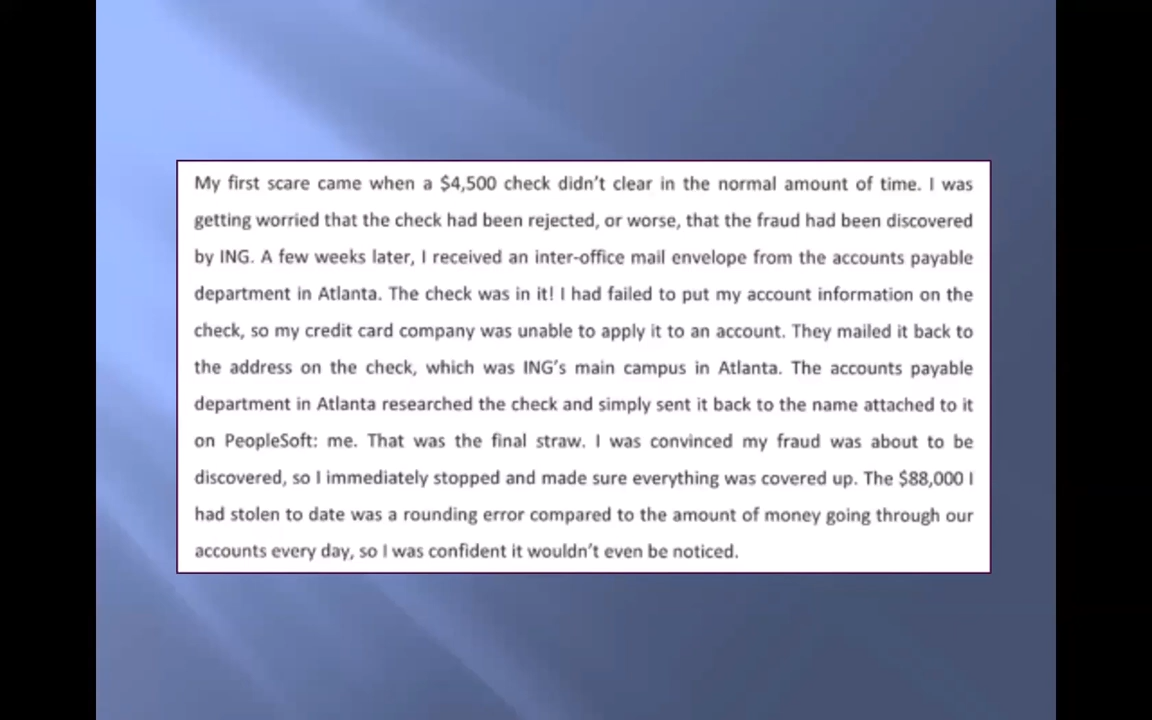 My first scare came when a $4,500 check didn't clear in the normal amount of time. I was
getting worried that the check had been rejected, or worse, that the fraud had been discovered
by ING. A few weeks later, I received an inter-office mail envelope from the accounts payable
department in Atlanta. The check was in it! I had failed to put my account information on the
check, so my credit card company was unable to apply it to an account. They mailed it back to
the address on the check, which was ING's main campus in Atlanta. The accounts payable
department in Atlanta researched the check and simply sent it back to the name attached to it
on PeopleSoft: me. That was the final straw. I was convinced my fraud was about to be
discovered, so I immediately stopped and made sure everything was covered up. The $88,000 I
had stolen to date was a rounding error compared to the amount of money going through our
accounts every day, so I was confident it wouldn't even be noticed.